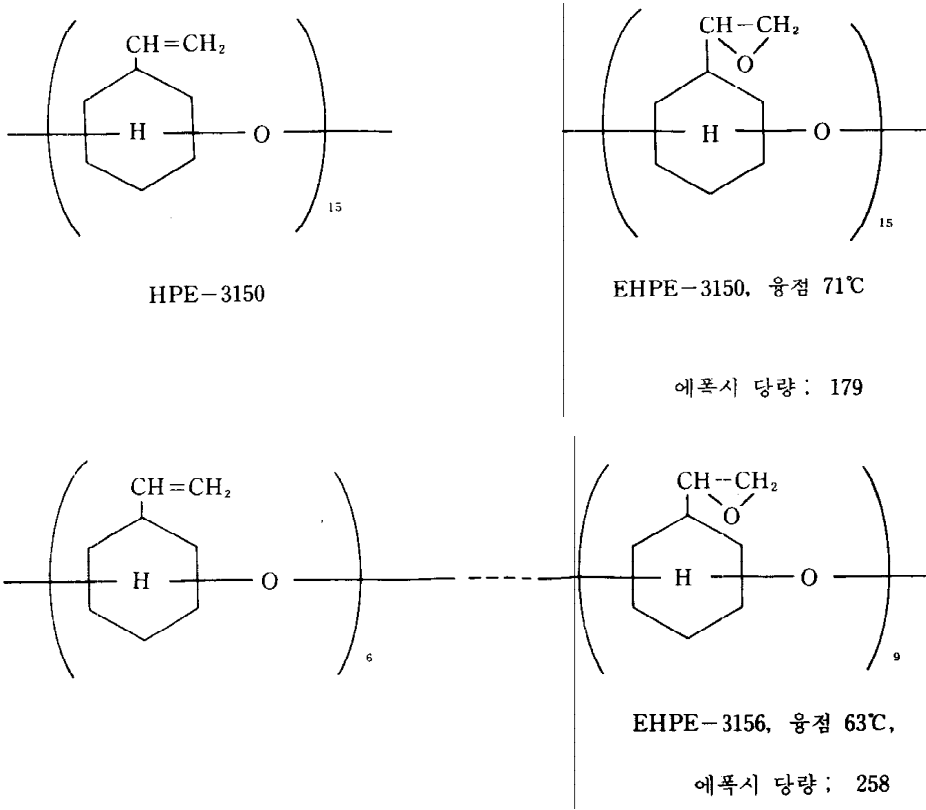 CH=CH₂
H
O
15
HPE-3150
CH-CH₂
O
H
O
15
EHPE-3150, 융점 71℃
에폭시 당량; 179
CH=CH₂
H
O
6
CH--CH₂
O
H
O
9
EHPE-3156, 융점 63℃,
에폭시 당량; 258